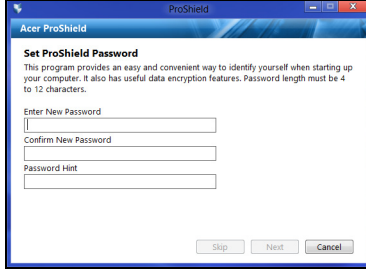 ProShield
Acer ProShield
Set ProShield Password
This program provides an easy and convenient way to identify yourself when starting up
your computer. It also has useful data encryption features. Password length must be 4
to 12 characters.
Enter New Password
Confirm New Password
Password Hint
Skip Next Cancel